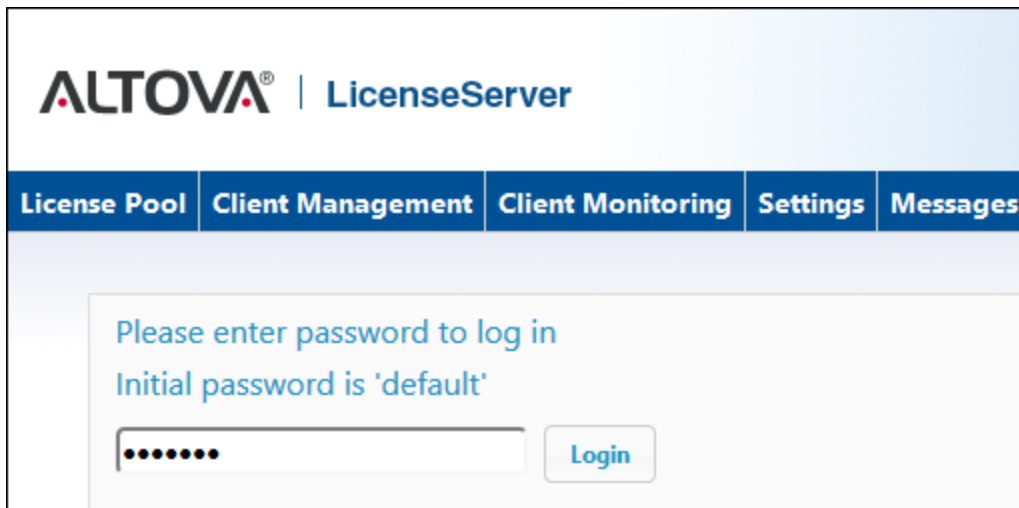 ALTOVA® | LicenseServer
License Pool Client Management Client Monitoring Settings Messages
Please enter password to log in
Initial password is 'default'
••••••• Login